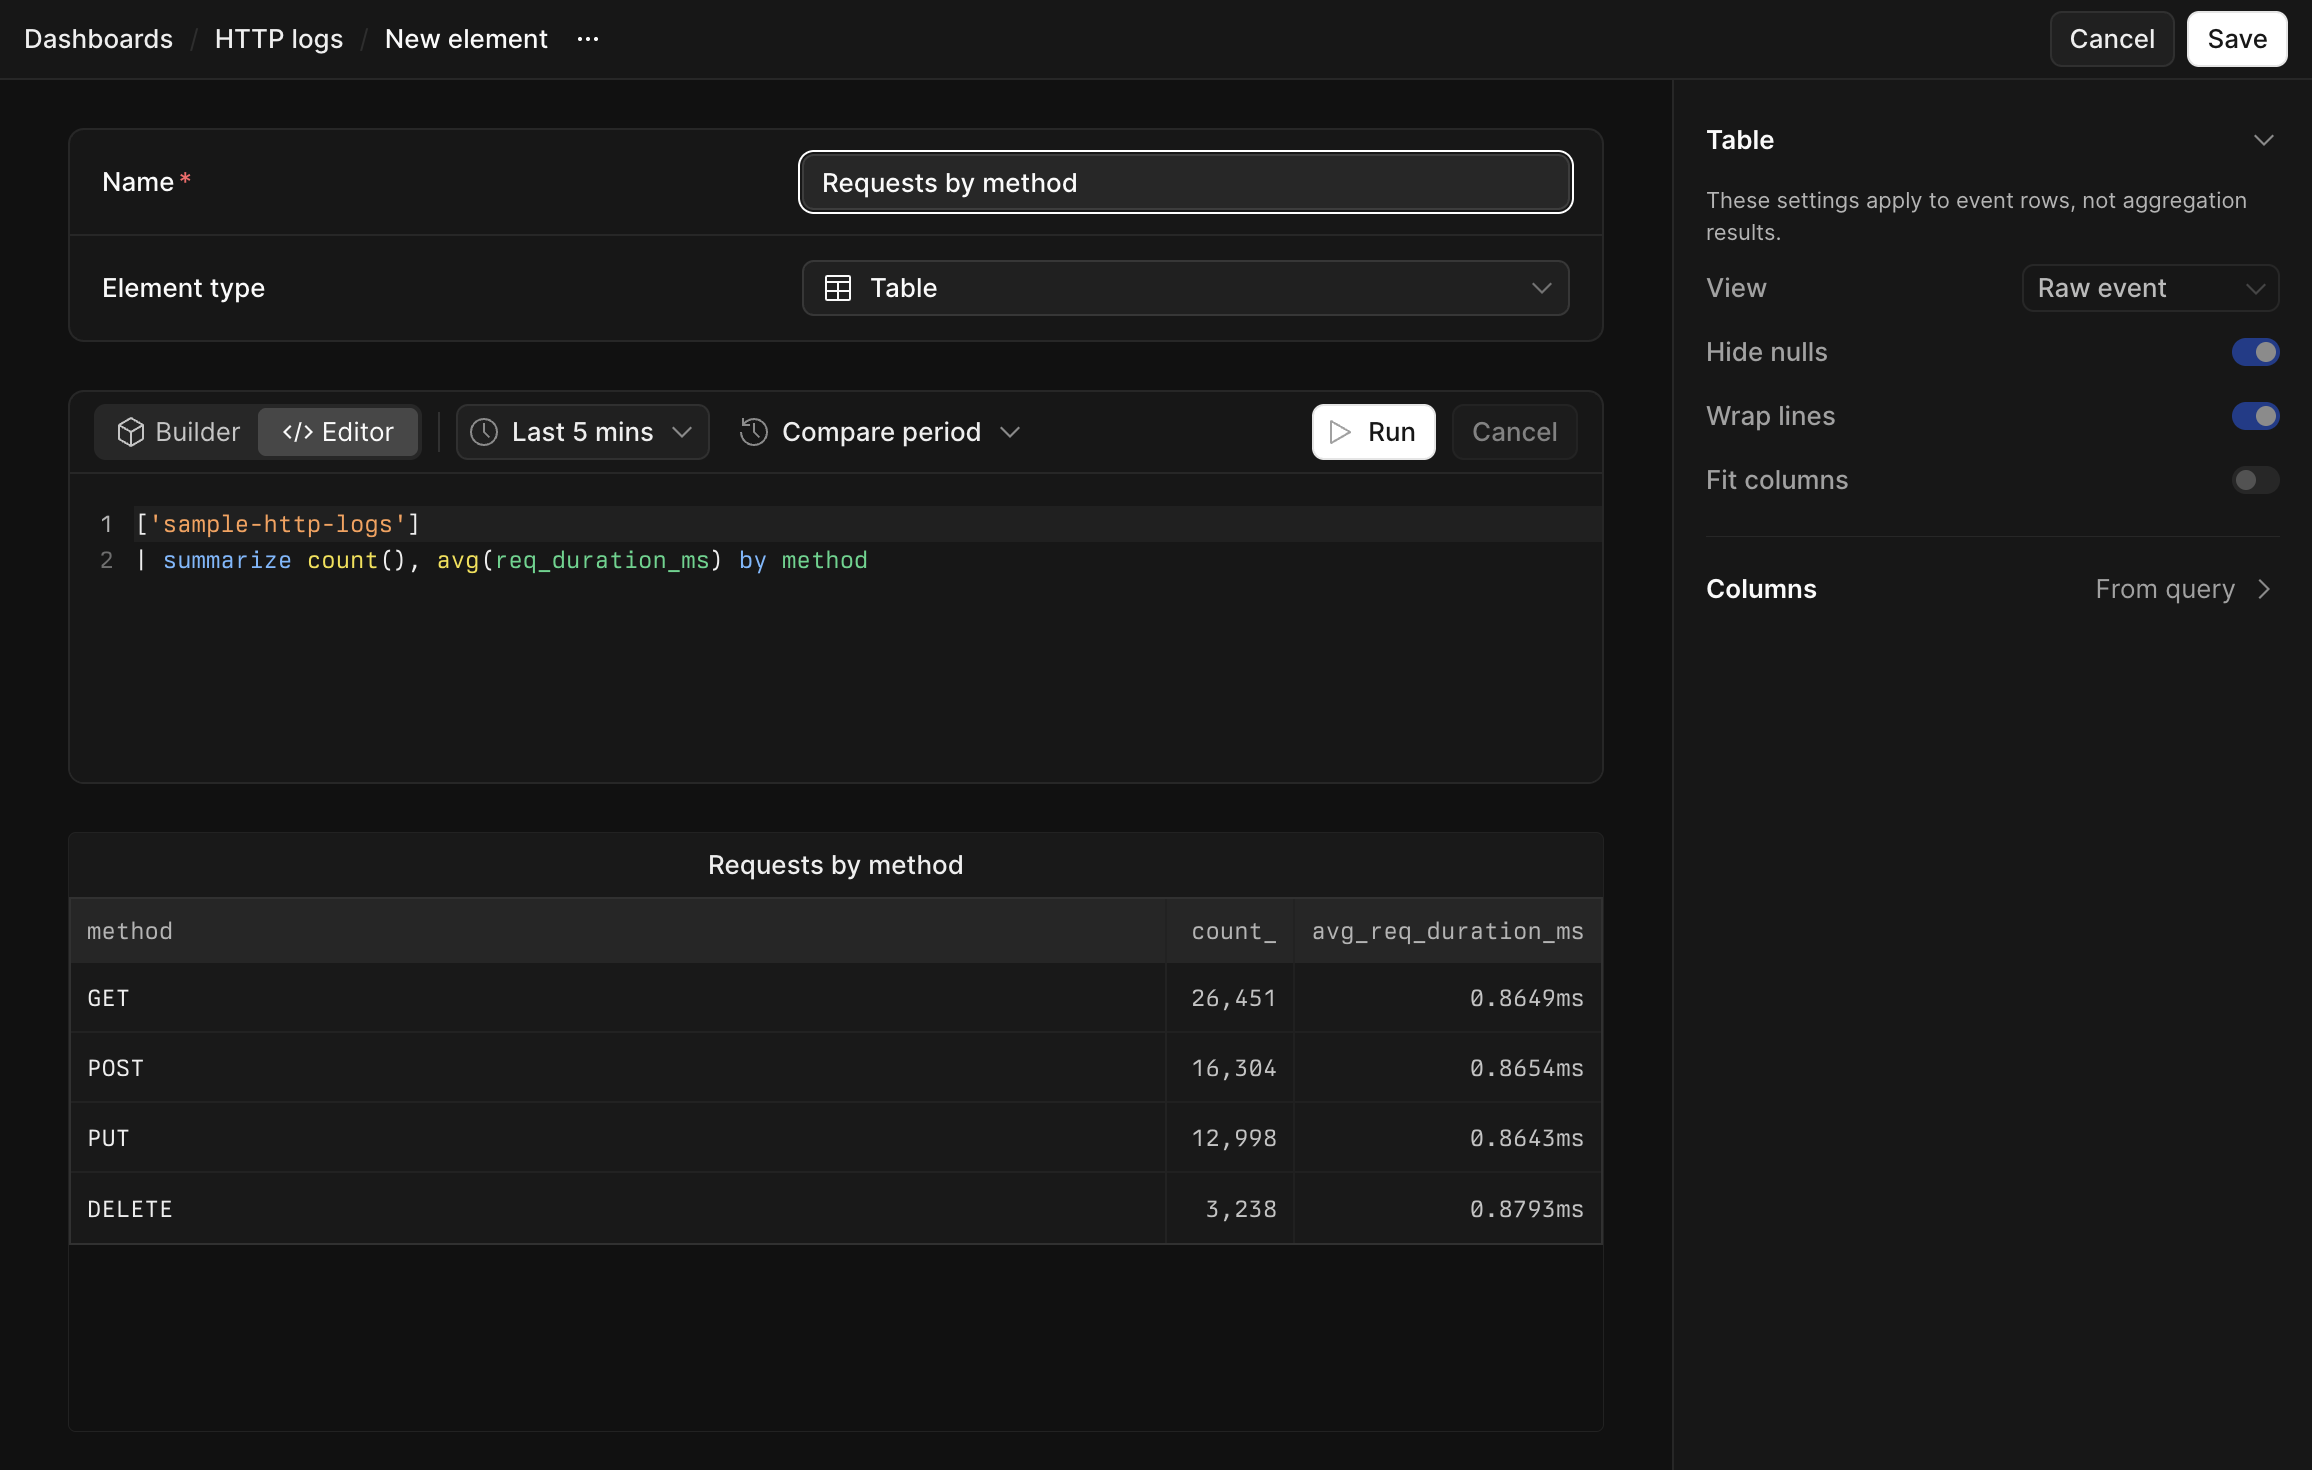 Dashboards / HTTP logs / New element ···
Cancel
Save
Name *
Requests by method
Element type
Table
Builder
</> Editor
Last 5 mins
Compare period
Run
Cancel
1 ['sample-http-logs']
2 | summarize count(), avg(req_duration_ms) by method
Requests by method
method count_ avg_req_duration_ms
GET 26,451 0.8649ms
POST 16,304 0.8654ms
PUT 12,998 0.8643ms
DELETE 3,238 0.8793ms
Table
These settings apply to event rows, not aggregation
results.
View Raw event
Hide nulls
Wrap lines
Fit columns
Columns From query